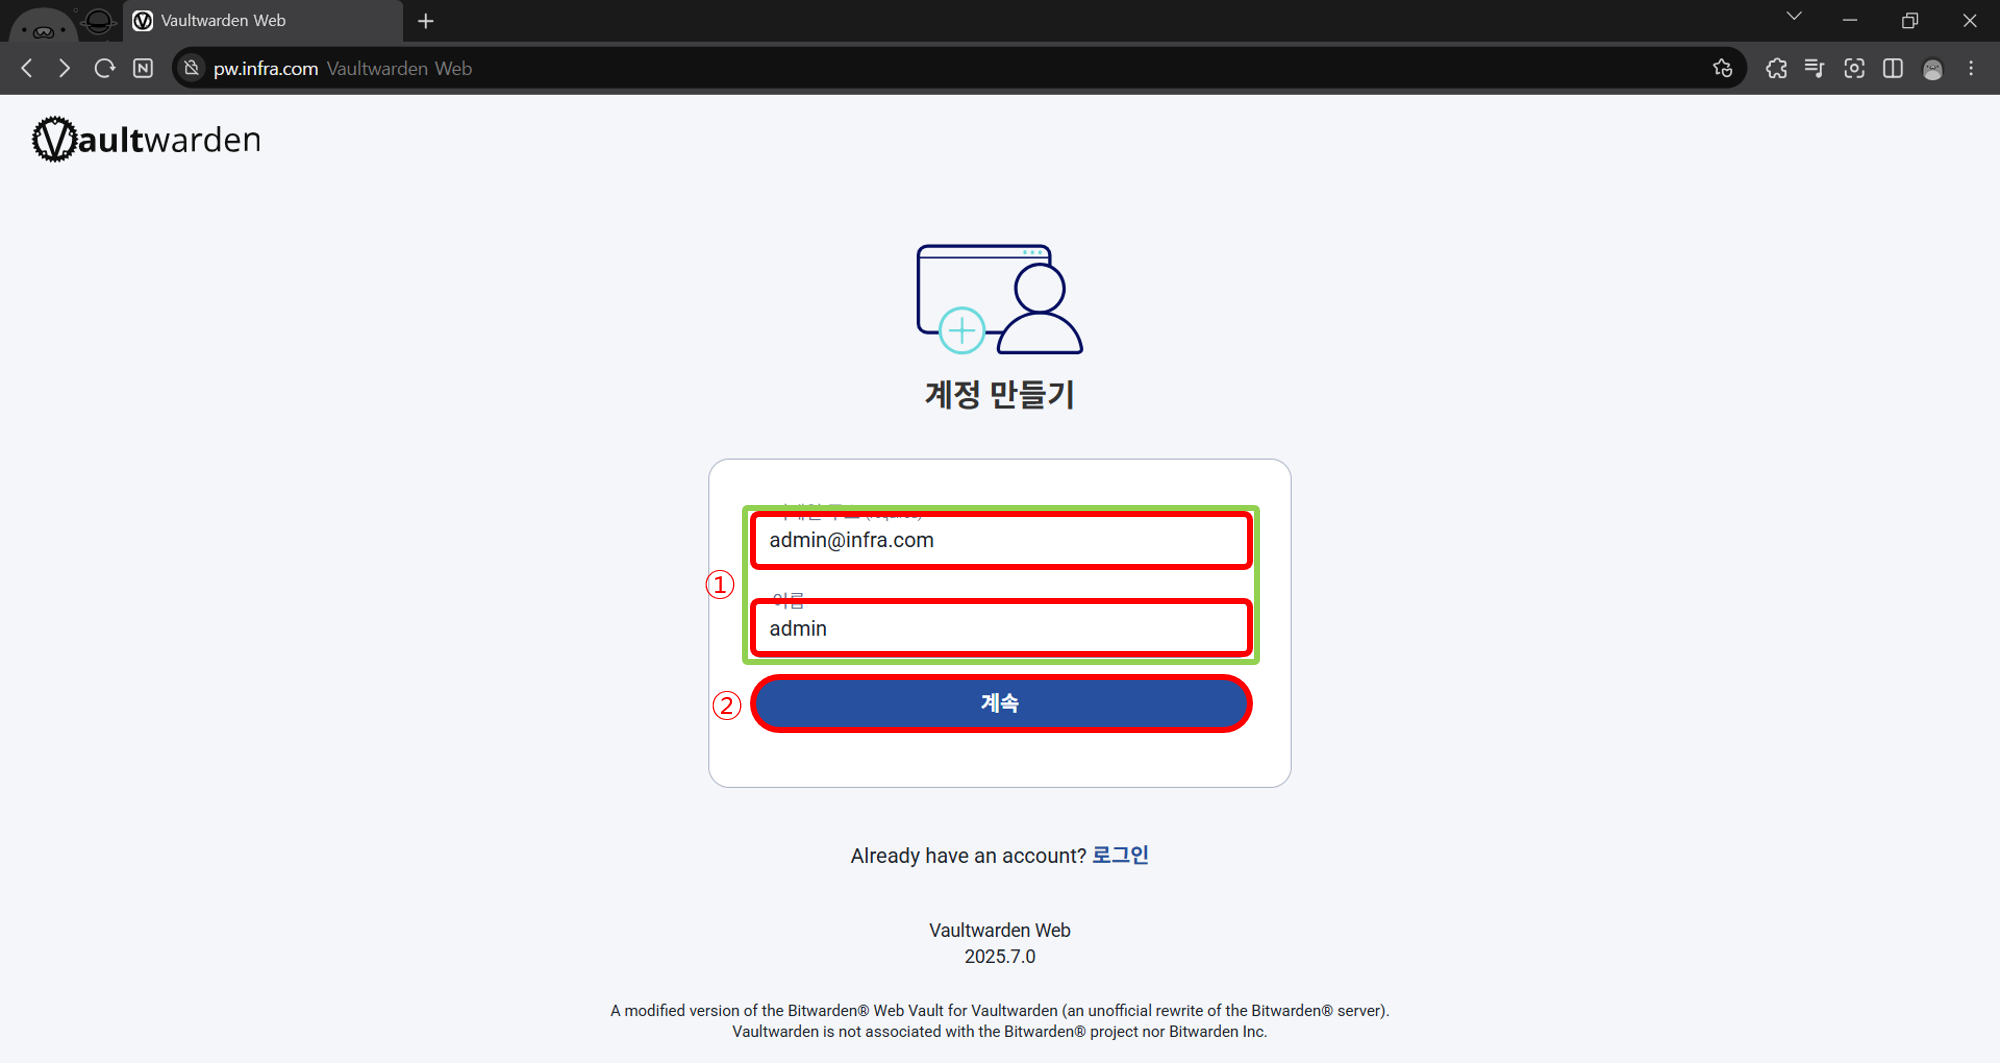 Vaultwarden Web
pw.infra.com Vaultwarden Web
Vaultwarden
계정 만들기
admin@infra.com
①
이름
admin
② 계속
Already have an account? 로그인
Vaultwarden Web
2025.7.0
A modified version of the Bitwarden® Web Vault for Vaultwarden (an unofficial rewrite of the Bitwarden® server).
Vaultwarden is not associated with the Bitwarden® project nor Bitwarden Inc.